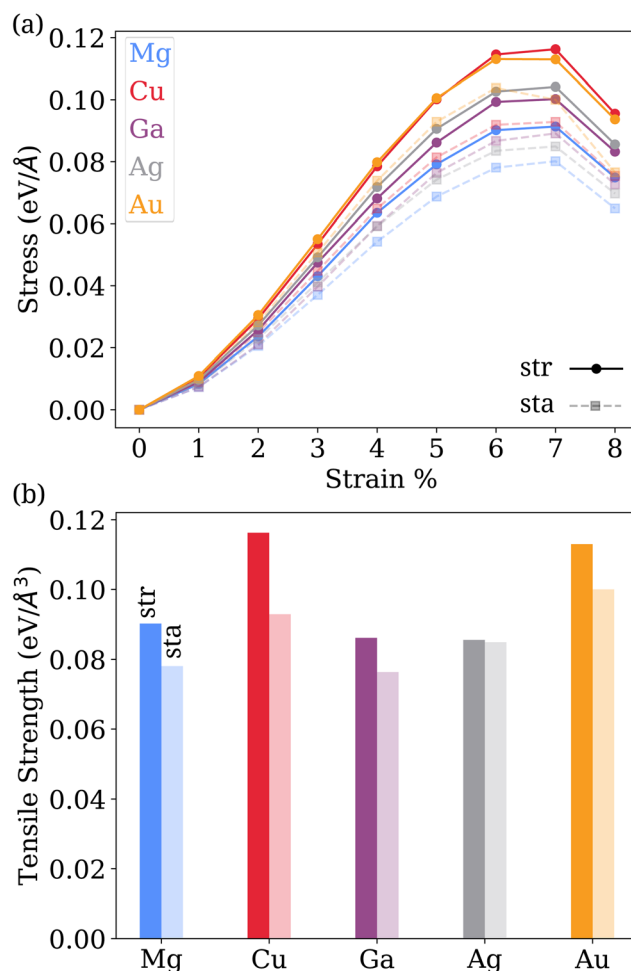 (a)
0.12
0.10
0.08
0.06
0.04
0.02
0.00
Stress (eV/Å)
Mg
Cu
Ga
Ag
Au
str
sta
0 1 2 3 4 5 6 7 8
Strain %
(b)
0.12
0.10
0.08
0.06
0.04
0.02
0.00
Tensile Strength (eV/Å³)
str
sta
Mg Cu Ga Ag Au